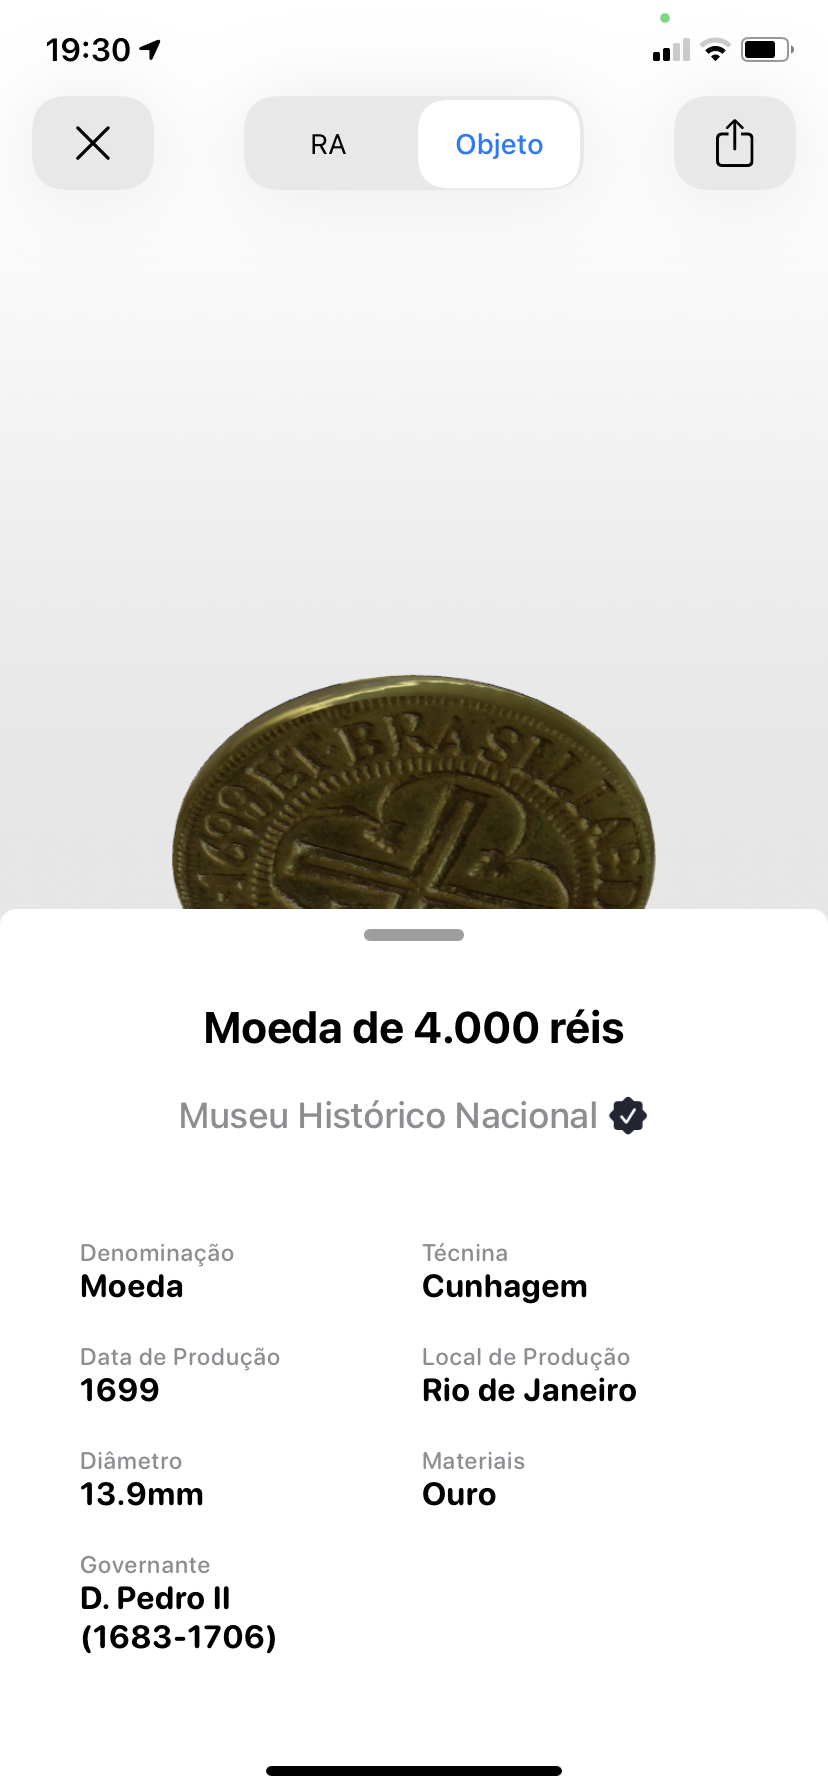 19:30
RA
Objeto
1699 ET BRASILIAE D
Moeda de 4.000 réis
Museu Histórico Nacional
Denominação
Moeda
Técnina
Cunhagem
Data de Produção
1699
Local de Produção
Rio de Janeiro
Diâmetro
13.9mm
Materiais
Ouro
Governante
D. Pedro II
(1683-1706)